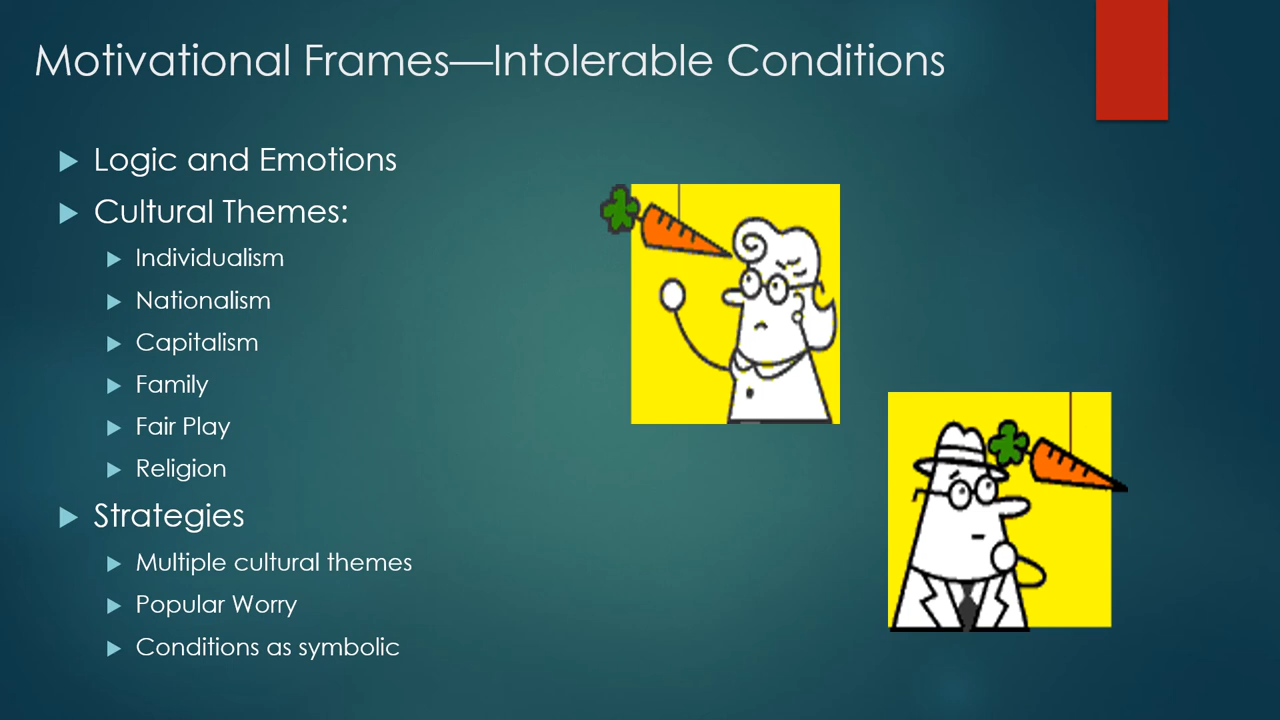 Motivational Frames—Intolerable Conditions
Logic and Emotions
Cultural Themes:
Individualism
Nationalism
Capitalism
Family
Fair Play
Religion
Strategies
Multiple cultural themes
Popular Worry
Conditions as symbolic